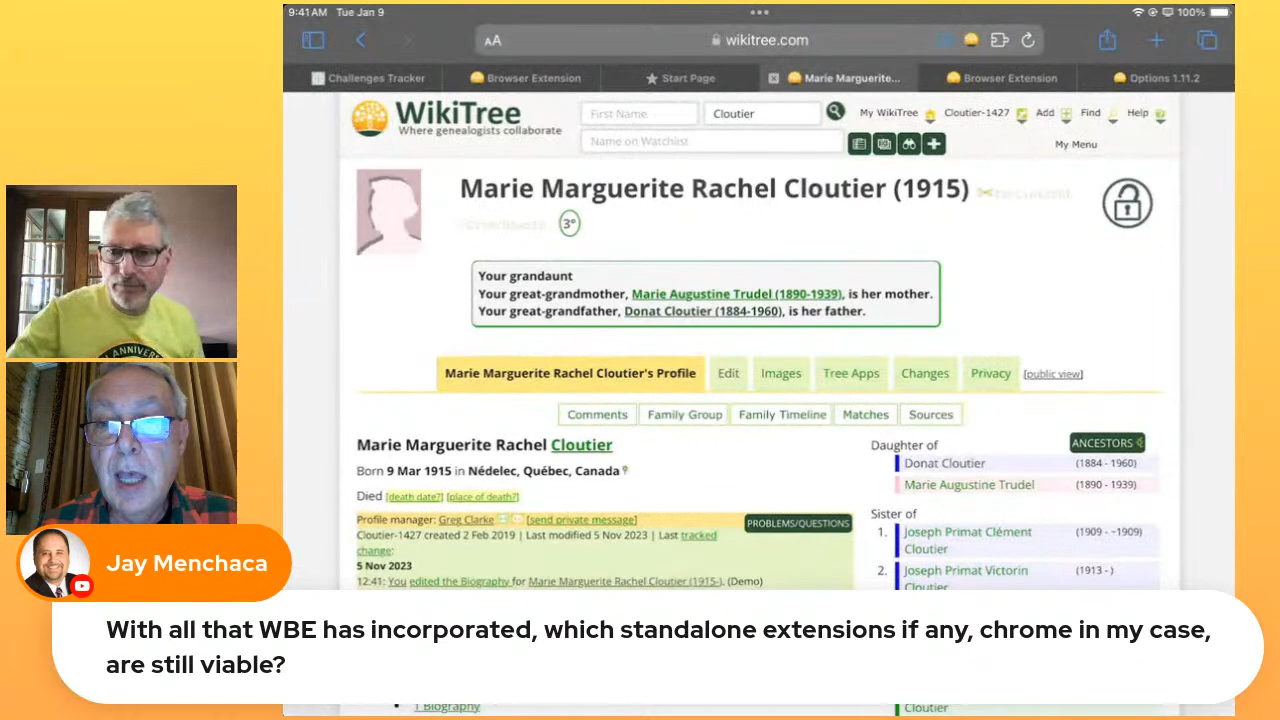 9:41 AM Tue Jan 9
100%
AA
wikitree.com
Challenges Tracker
Browser Extension
Start Page
Marie Marguerite...
Browser Extension
Options 1.11.2
WikiTree
Where genealogists collaborate
First Name
Cloutier
Name on Watchlist
My WikiTree
Cloutier-1427
Add
Find
Help
My Menu
Marie Marguerite Rachel Cloutier (1915)
3°
Your grandaunt
Your great-grandmother, Marie Augustine Trudel (1890-1939), is her mother.
Your great-grandfather, Donat Cloutier (1884-1960), is her father.
Marie Marguerite Rachel Cloutier's Profile
Edit
Images
Tree Apps
Changes
Privacy
[public view]
Comments
Family Group
Family Timeline
Matches
Sources
Marie Marguerite Rachel Cloutier
Born 9 Mar 1915 in Nédelec, Québec, Canada
Died [death date?] [place of death?]
Profile manager: Greg Clarke [send private message]
PROBLEMS/QUESTIONS
Cloutier-1427 created 2 Feb 2019 | Last modified 5 Nov 2023 | Last tracked
change:
5 Nov 2023
12:41: You edited the Biography for Marie Marguerite Rachel Cloutier (1915-). (Demo)
Daughter of
ANCESTORS
Donat Cloutier (1884 - 1960)
Marie Augustine Trudel (1890 - 1939)
Sister of
1. Joseph Primat Clément (1909 - ~1909)
Cloutier
2. Joseph Primat Victorin (1913 - )
Cloutier
Jay Menchaca
With all that WBE has incorporated, which standalone extensions if any, chrome in my case,
are still viable?
1 Biography
Cloutier